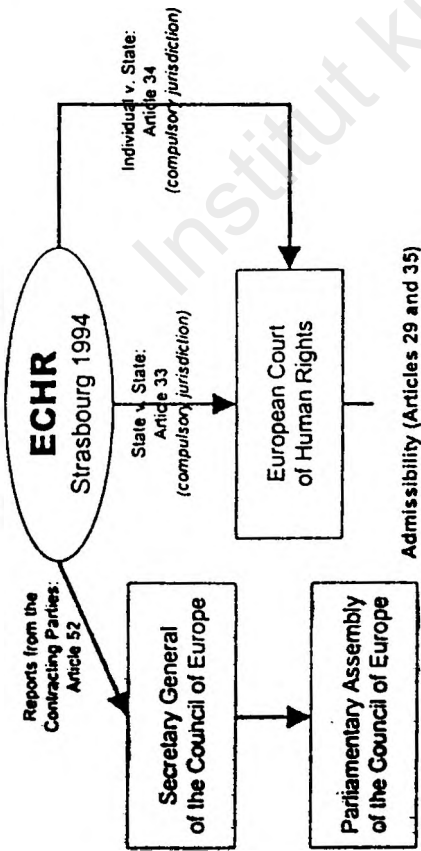 ECHR
Strasbourg 1994
Reports from the
Contracting Parties:
Article 52
State v. State:
Article 33
(compulsory jurisdiction)
Individual v. State:
Article 34
(compulsory jurisdiction)
Secretary General
of the Council of Europe
European Court
of Human Rights
Parliamentary Assembly
of the Council of Europe
Admissibility (Articles 29 and 35)
Institut